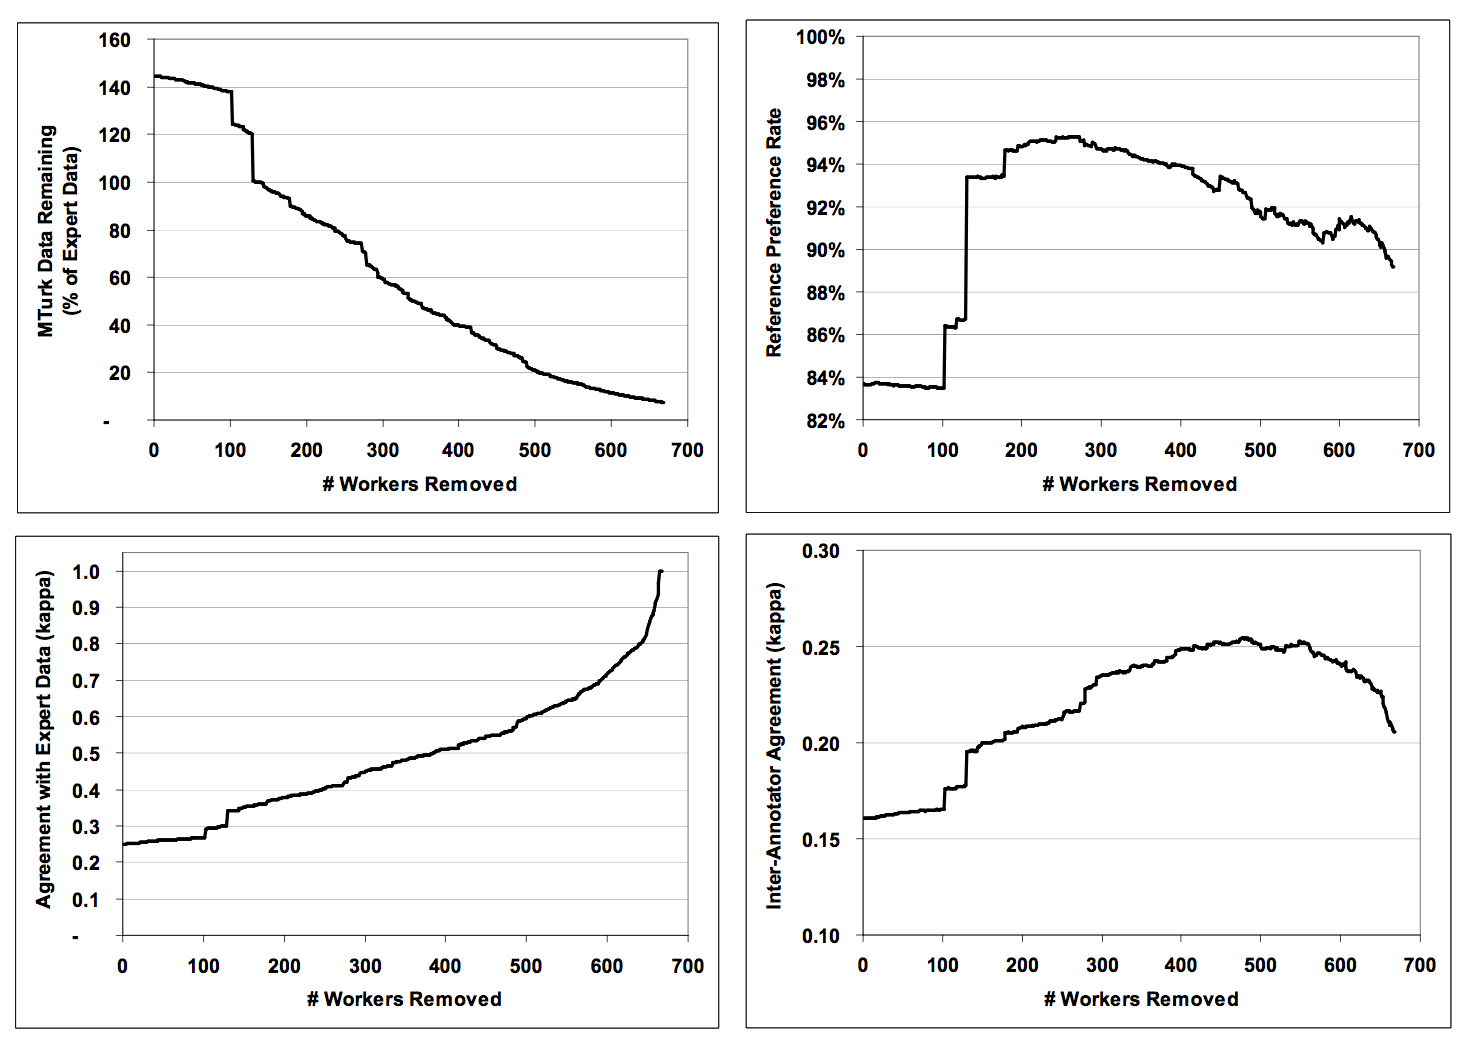 160
140
120
100
80
60
40
20
-
MTurk Data Remaining
(% of Expert Data)
0 100 200 300 400 500 600 700
# Workers Removed
100%
98%
96%
94%
92%
90%
88%
86%
84%
82%
Reference Preference Rate
0 100 200 300 400 500 600 700
# Workers Removed
1.0
0.9
0.8
0.7
0.6
0.5
0.4
0.3
0.2
0.1
-
Agreement with Expert Data (kappa)
0 100 200 300 400 500 600 700
# Workers Removed
0.30
0.25
0.20
0.15
0.10
Inter-Annotator Agreement (kappa)
0 100 200 300 400 500 600 700
# Workers Removed